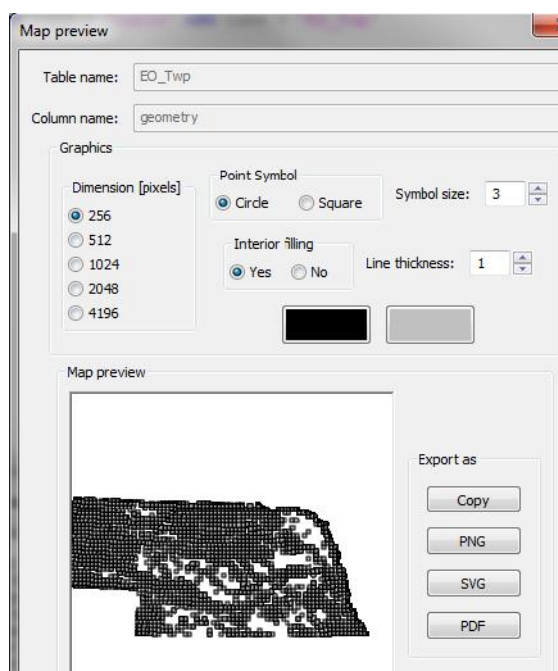 Map preview
Table name: EO_Twp
Column name: geometry
Graphics
Dimension [pixels]
256
512
1024
2048
4196
Point Symbol
Circle Square
Symbol size: 3
Interior filling
Yes No
Line thickness: 1
Map preview
Export as
Copy
PNG
SVG
PDF